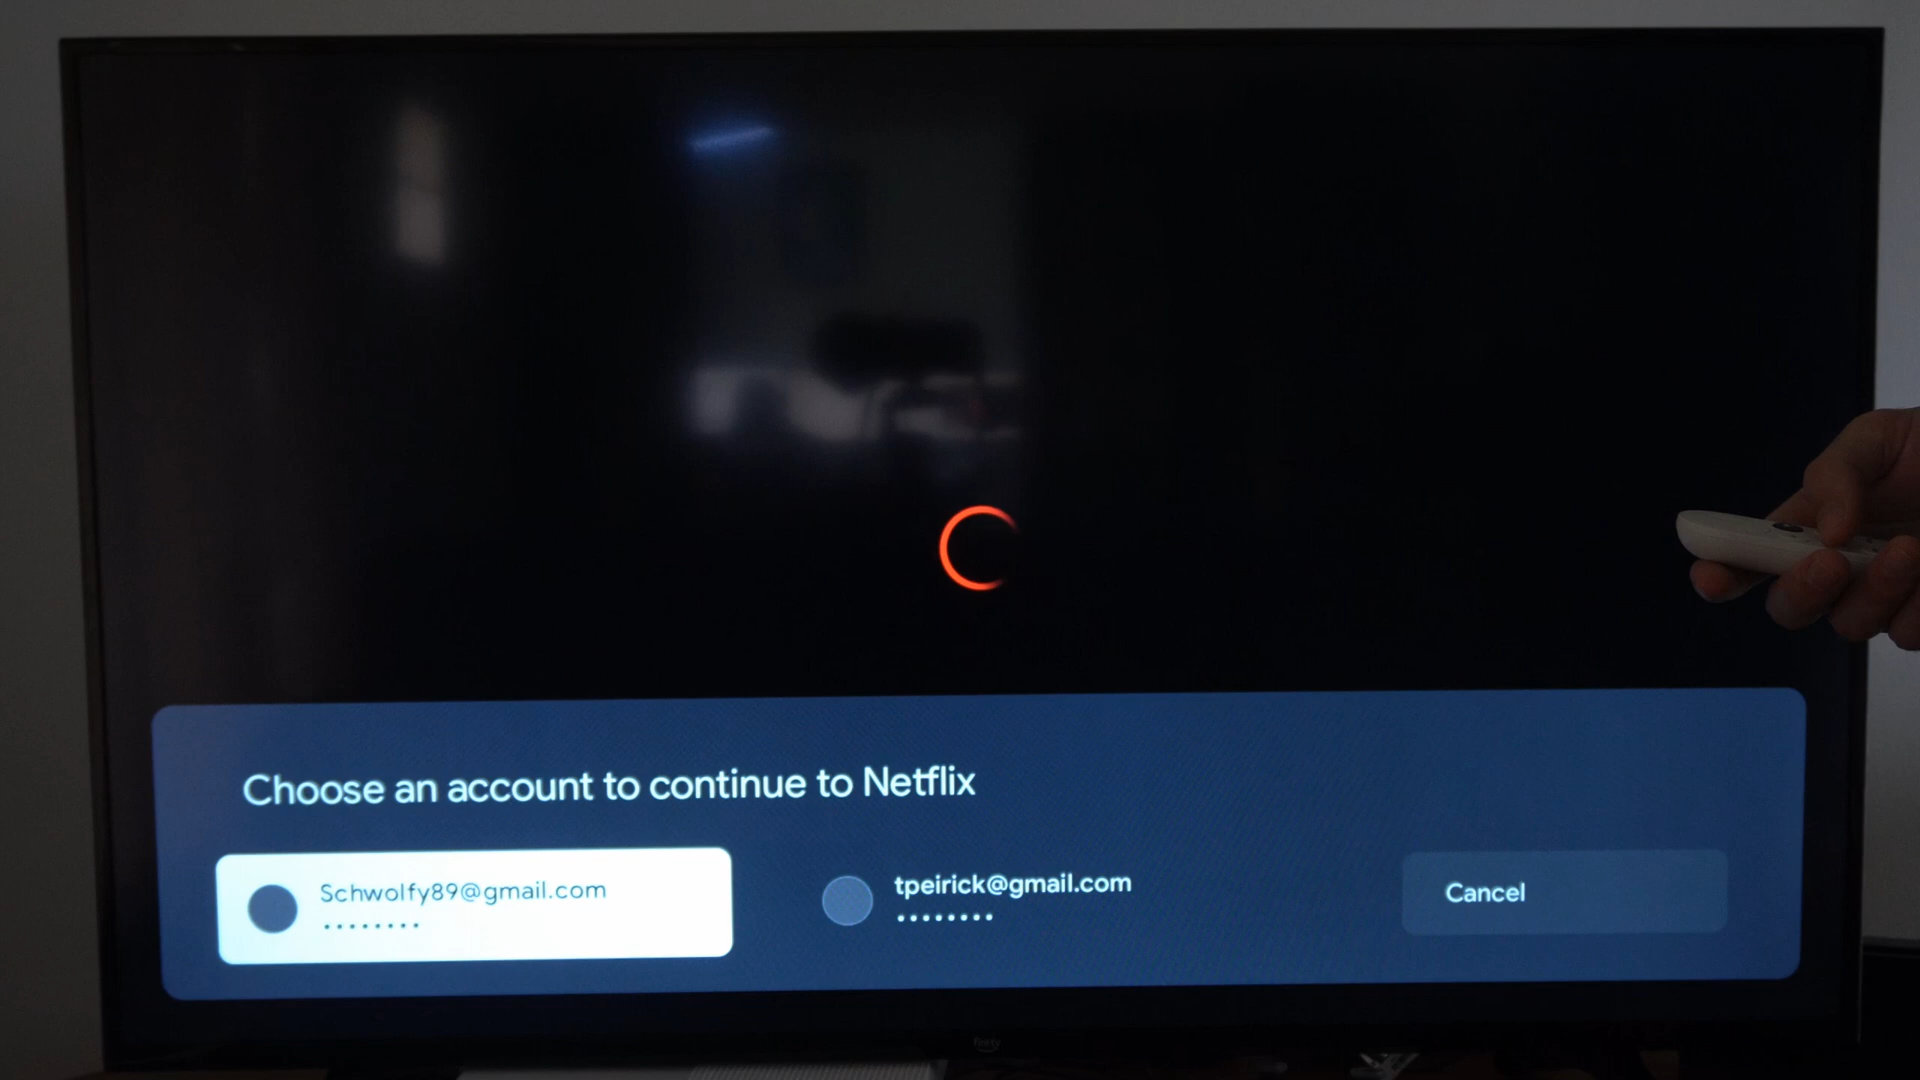 Choose an account to continue to Netflix
Schwolfy89@gmail.com
••••••••
tpeirick@gmail.com
••••••••
Cancel